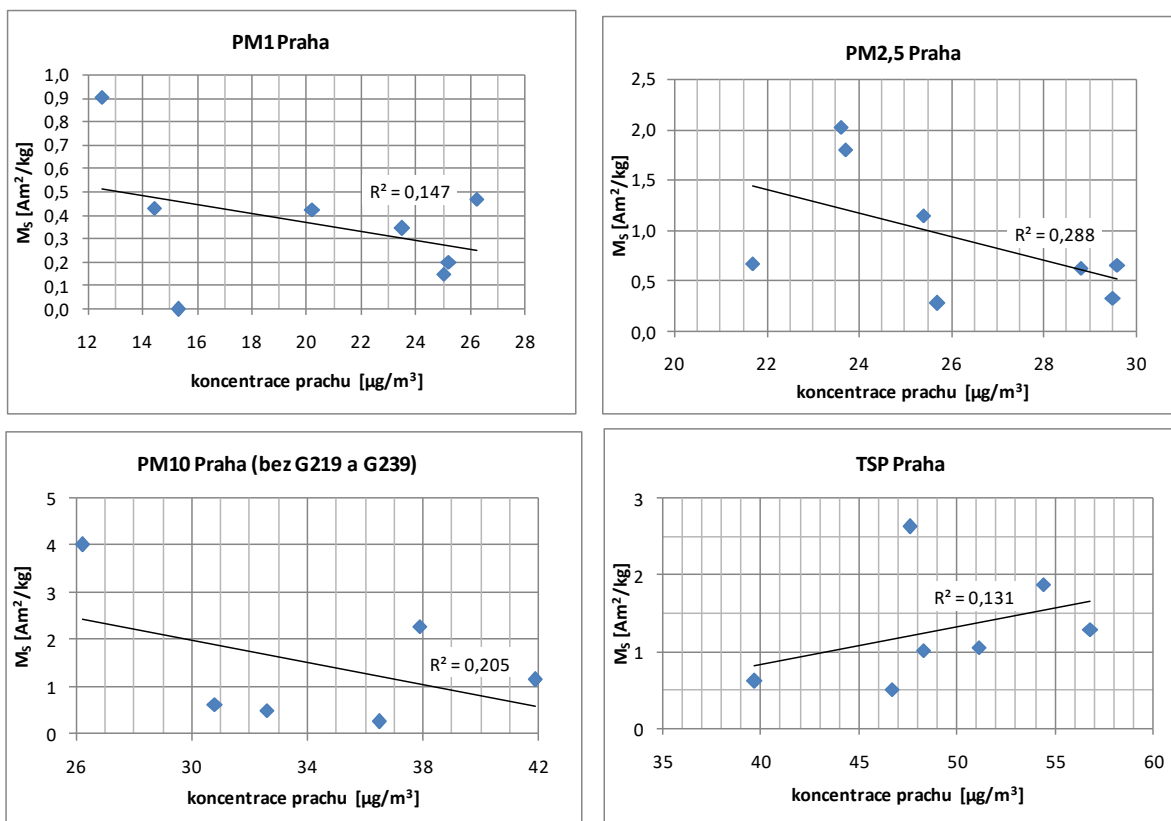 PM1 Praha
M_S [Am²/kg]
1,0
0,9
0,8
0,7
0,6
0,5
0,4
0,3
0,2
0,1
0,0
R² = 0,147
12 14 16 18 20 22 24 26 28
koncentrace prachu [µg/m³]
PM2,5 Praha
M_S [Am²/kg]
2,5
2,0
1,5
1,0
0,5
0,0
R² = 0,288
20 22 24 26 28 30
koncentrace prachu [µg/m³]
PM10 Praha (bez G219 a G239)
M_S [Am²/kg]
5
4
3
2
1
0
R² = 0,205
26 30 34 38 42
koncentrace prachu [µg/m³]
TSP Praha
M_S [Am²/kg]
3
2
1
0
R² = 0,131
35 40 45 50 55 60
koncentrace prachu [µg/m³]